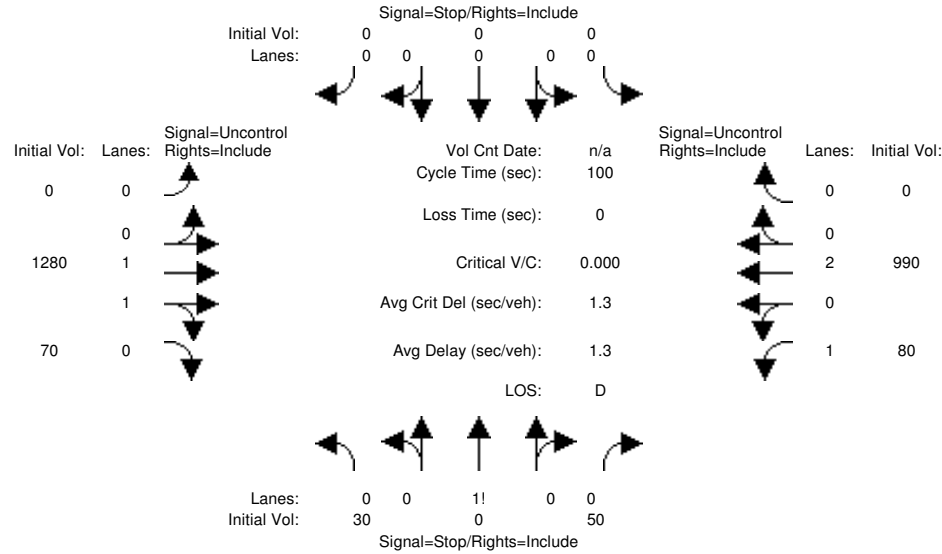 Signal=Stop/Rights=Include
Initial Vol: 0 0 0
Lanes: 0 0 0 0 0
Signal=Uncontrol
Initial Vol: Lanes: Rights=Include
Vol Cnt Date: n/a
Signal=Uncontrol
Rights=Include Lanes: Initial Vol:
Cycle Time (sec): 100
0 0
0 0
Loss Time (sec): 0
0
0
1280 1
Critical V/C: 0.000
2 990
1
Avg Crit Del (sec/veh): 1.3
0
70 0
Avg Delay (sec/veh): 1.3
1 80
LOS: D
Lanes: 0 0 1! 0 0
Initial Vol: 30 0 50
Signal=Stop/Rights=Include